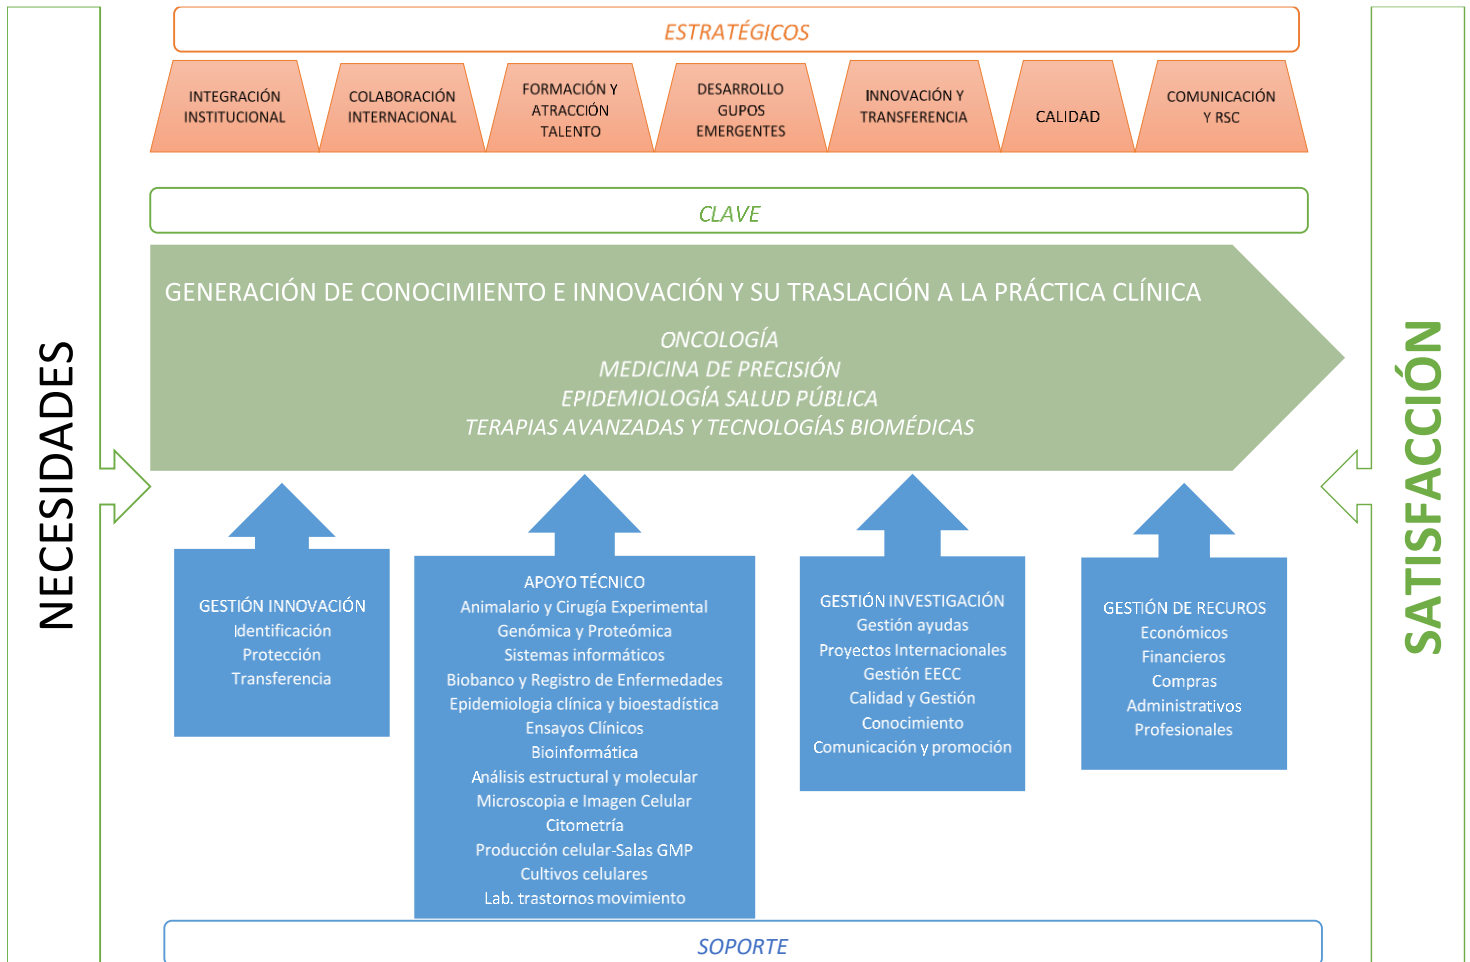 ESTRATÉGICOS
INTEGRACIÓN
INSTITUCIONAL
COLABORACIÓN
INTERNACIONAL
FORMACIÓN Y
ATRACCIÓN
TALENTO
DESARROLLO
GUPOS
EMERGENTES
INNOVACIÓN Y
TRANSFERENCIA
CALIDAD
COMUNICACIÓN
Y RSC
CLAVE
NECESIDADES
GENERACIÓN DE CONOCIMIENTO E INNOVACIÓN Y SU TRASLACIÓN A LA PRÁCTICA CLÍNICA
ONCOLOGÍA
MEDICINA DE PRECISIÓN
EPIDEMIOLOGÍA SALUD PÚBLICA
TERAPIAS AVANZADAS Y TECNOLOGÍAS BIOMÉDICAS
SATISFACCIÓN
GESTIÓN INNOVACIÓN
Identificación
Protección
Transferencia
APOYO TÉCNICO
Animalario y Cirugía Experimental
Genómica y Proteómica
Sistemas informáticos
Biobanco y Registro de Enfermedades
Epidemiologia clínica y bioestadística
Ensayos Clínicos
Bioinformática
Análisis estructural y molecular
Microscopia e Imagen Celular
Citometría
Producción celular-Salas GMP
Cultivos celulares
Lab. trastornos movimiento
GESTIÓN INVESTIGACIÓN
Gestión ayudas
Proyectos Internacionales
Gestión EECC
Calidad y Gestión
Conocimiento
Comunicación y promoción
GESTIÓN DE RECUROS
Económicos
Financieros
Compras
Administrativos
Profesionales
SOPORTE